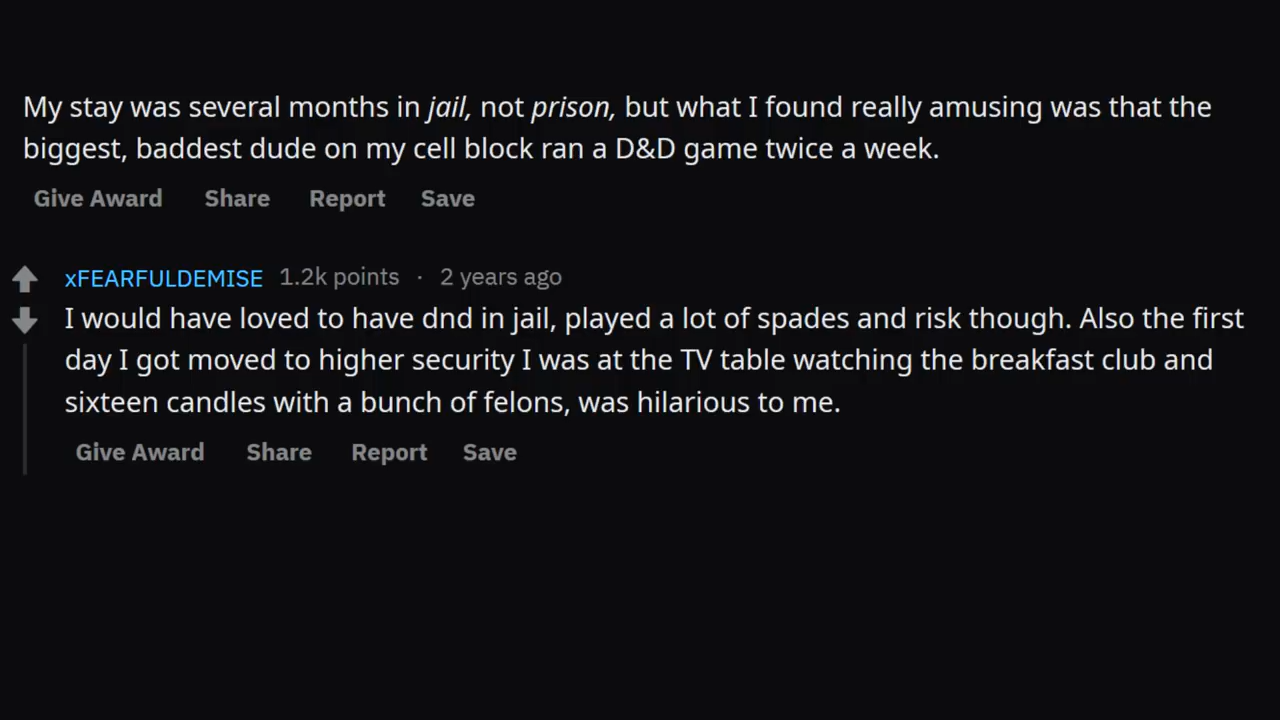 My stay was several months in jail, not prison, but what I found really amusing was that the
biggest, baddest dude on my cell block ran a D&D game twice a week.
Give Award Share Report Save
xFEARFULDEMISE 1.2k points · 2 years ago
I would have loved to have dnd in jail, played a lot of spades and risk though. Also the first
day I got moved to higher security I was at the TV table watching the breakfast club and
sixteen candles with a bunch of felons, was hilarious to me.
Give Award Share Report Save